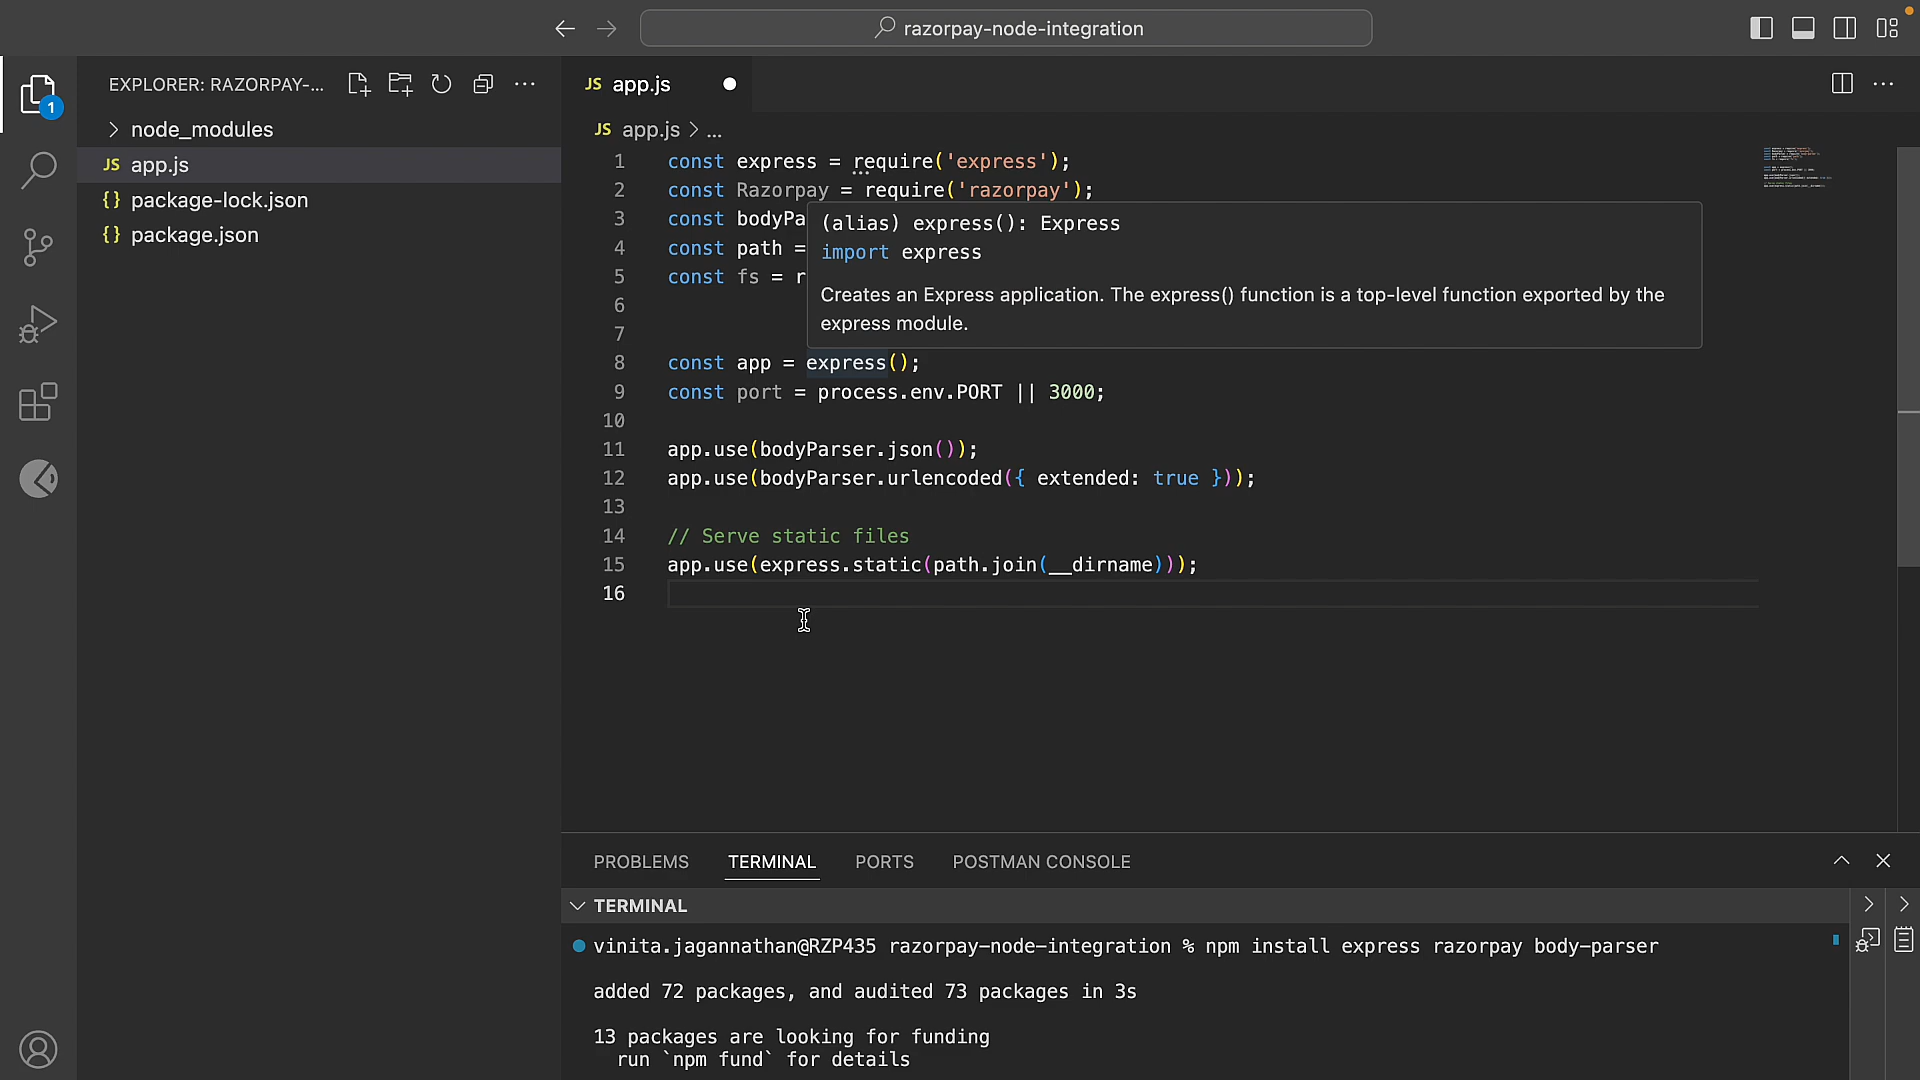 razorpay-node-integration
EXPLORER: RAZORPAY-...
1
node_modules
JS app.js
{} package-lock.json
{} package.json
JS app.js
JS app.js > ...
1 const express = require('express');
2 const Razorpay = require('razorpay');
3 const bodyPa
4 const path =
5 const fs = r
(alias) express(): Express
import express
Creates an Express application. The express() function is a top-level function exported by the
express module.
6
7
8 const app = express();
9 const port = process.env.PORT || 3000;
10
11 app.use(bodyParser.json());
12 app.use(bodyParser.urlencoded({ extended: true }));
13
14 // Serve static files
15 app.use(express.static(path.join(__dirname)));
16
PROBLEMS TERMINAL PORTS POSTMAN CONSOLE
TERMINAL
vinita.jagannathan@RZP435 razorpay-node-integration % npm install express razorpay body-parser
added 72 packages, and audited 73 packages in 3s
13 packages are looking for funding
run `npm fund` for details